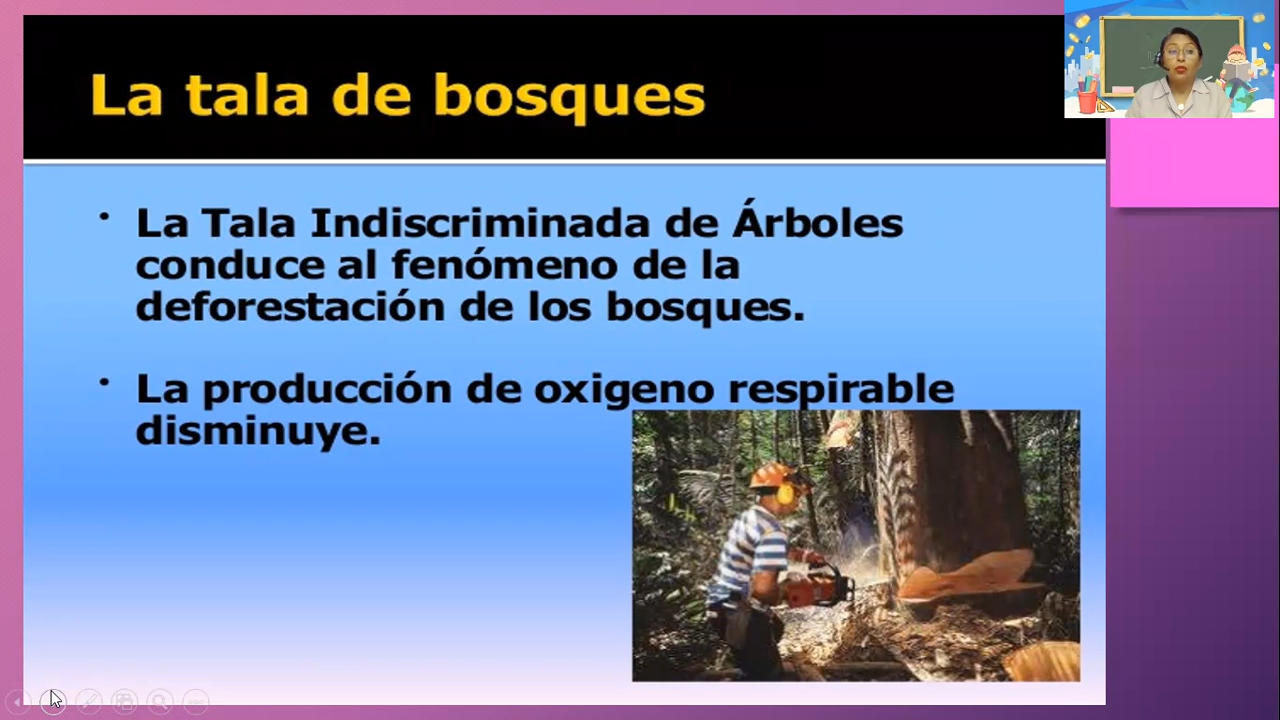 La tala de bosques
La Tala Indiscriminada de Árboles
conduce al fenómeno de la
deforestación de los bosques.
La producción de oxigeno respirable
disminuye.